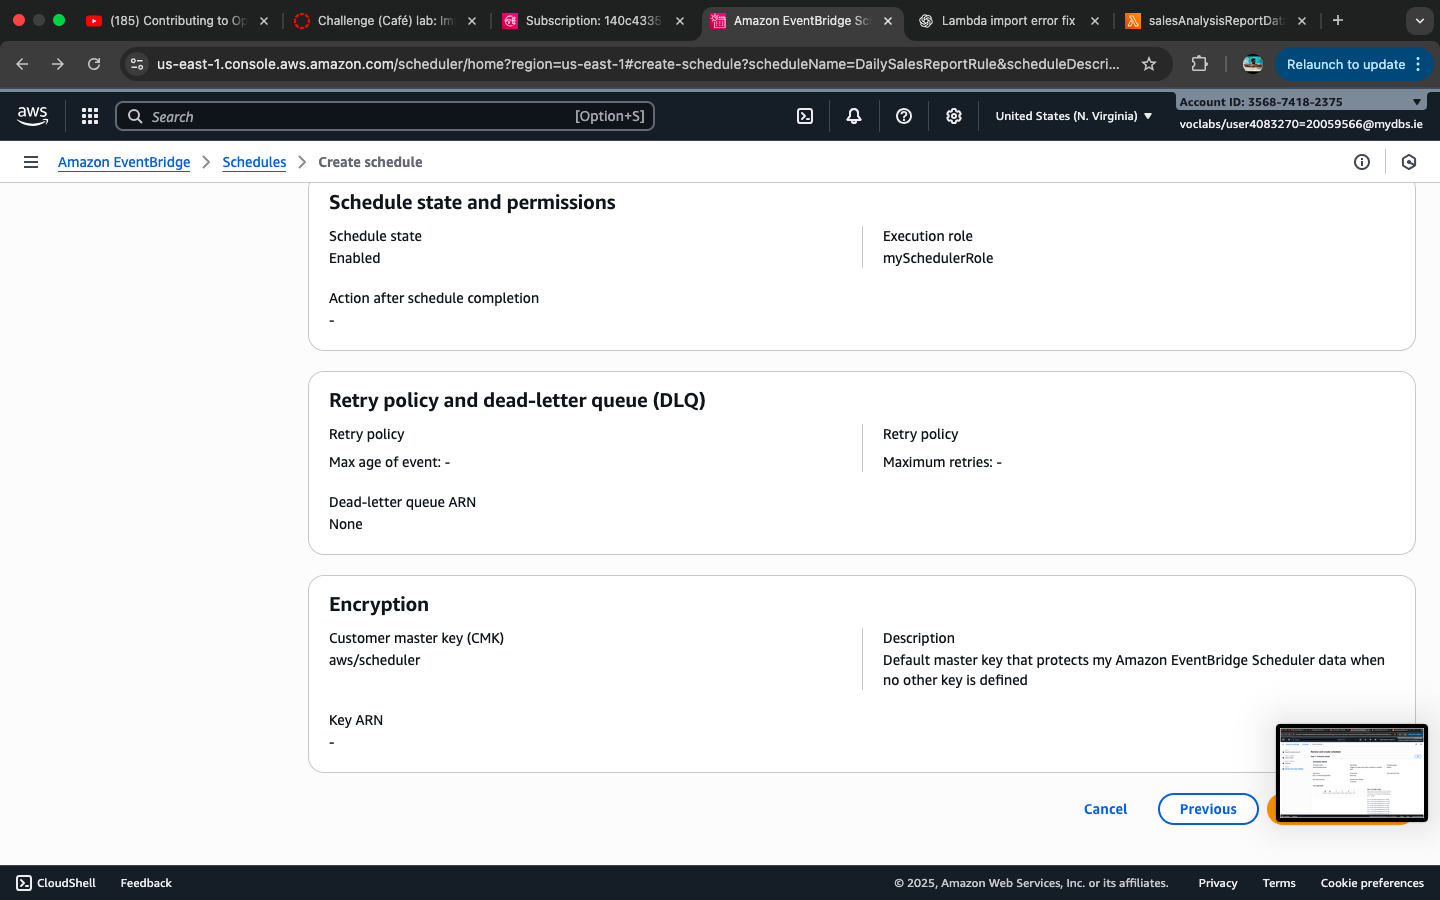 (185) Contributing to Op
Challenge (Café) lab: Im
Subscription: 140c4335
Amazon EventBridge Sc
Lambda import error fix
salesAnalysisReportDat
us-east-1.console.aws.amazon.com/scheduler/home?region=us-east-1#create-schedule?scheduleName=DailySalesReportRule&scheduleDescri...
Relaunch to update
aws
Search
[Option+S]
United States (N. Virginia)
Account ID: 3568-7418-2375
voclabs/user4083270=20059566@mydbs.ie
Amazon EventBridge
Schedules
Create schedule
Schedule state and permissions
Schedule state
Enabled
Execution role
mySchedulerRole
Action after schedule completion
-
Retry policy and dead-letter queue (DLQ)
Retry policy
Max age of event: -
Retry policy
Maximum retries: -
Dead-letter queue ARN
None
Encryption
Customer master key (CMK)
aws/scheduler
Description
Default master key that protects my Amazon EventBridge Scheduler data when
no other key is defined
Key ARN
-
Cancel
Previous
CloudShell
Feedback
© 2025, Amazon Web Services, Inc. or its affiliates.
Privacy
Terms
Cookie preferences